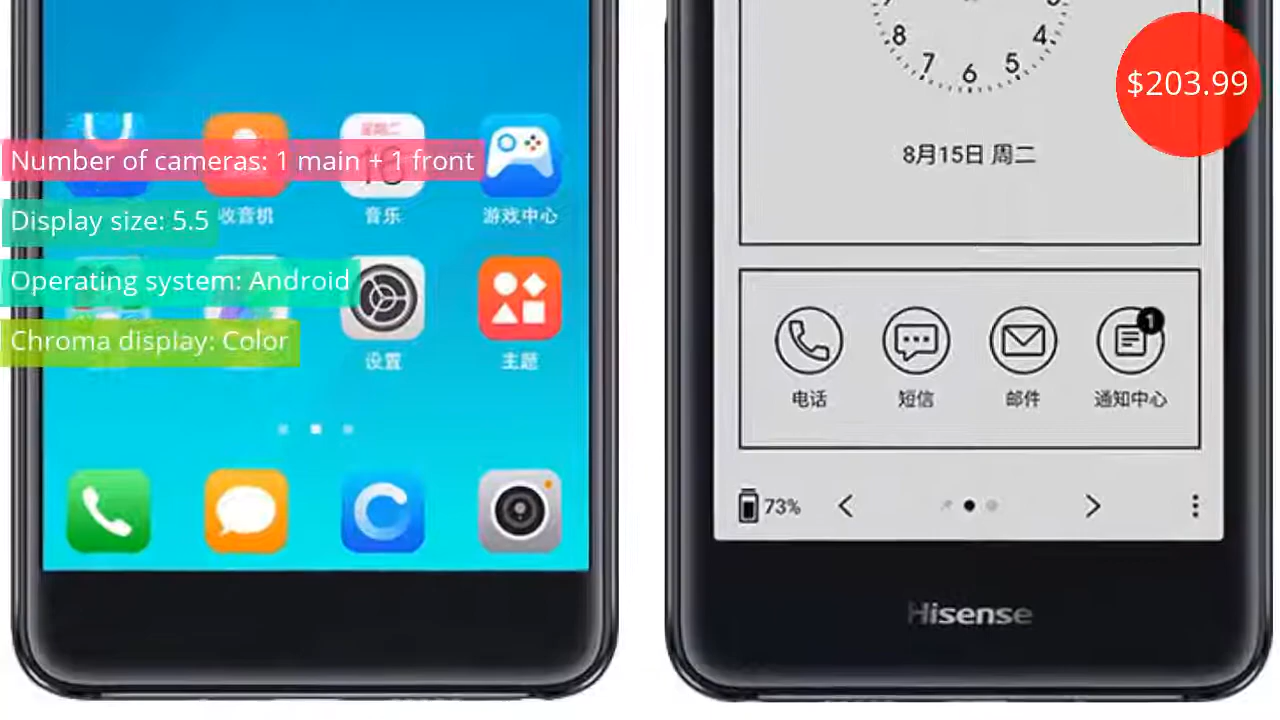 Number of cameras: 1 main + 1 front
Display size: 5.5
Operating system: Android
Chroma display: Color
星期二
收音机
音乐
游戏中心
设置
主题
$203.99
8
7
6
5
4
8月15日 周二
1
电话
短信
邮件
通知中心
73%
Hisense